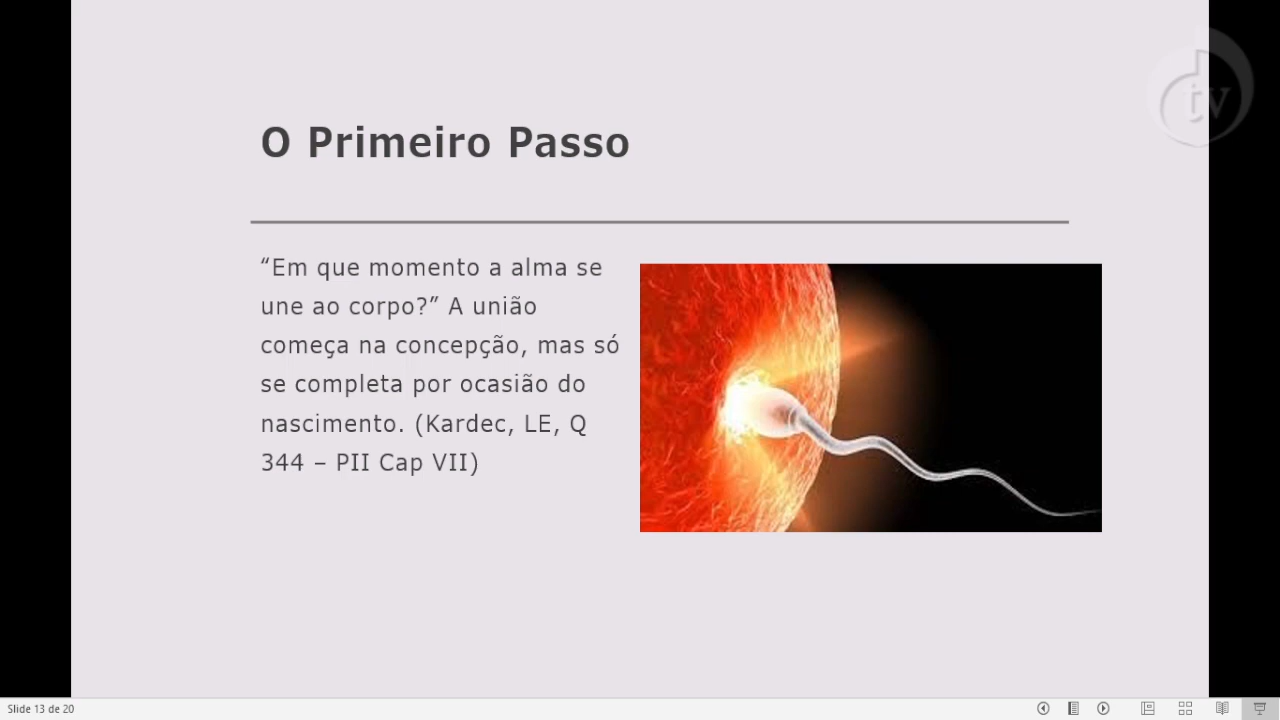 tv
O Primeiro Passo
“Em que momento a alma se
une ao corpo?” A união
começa na concepção, mas só
se completa por ocasião do
nascimento. (Kardec, LE, Q
344 – PII Cap VII)
Slide 13 de 20